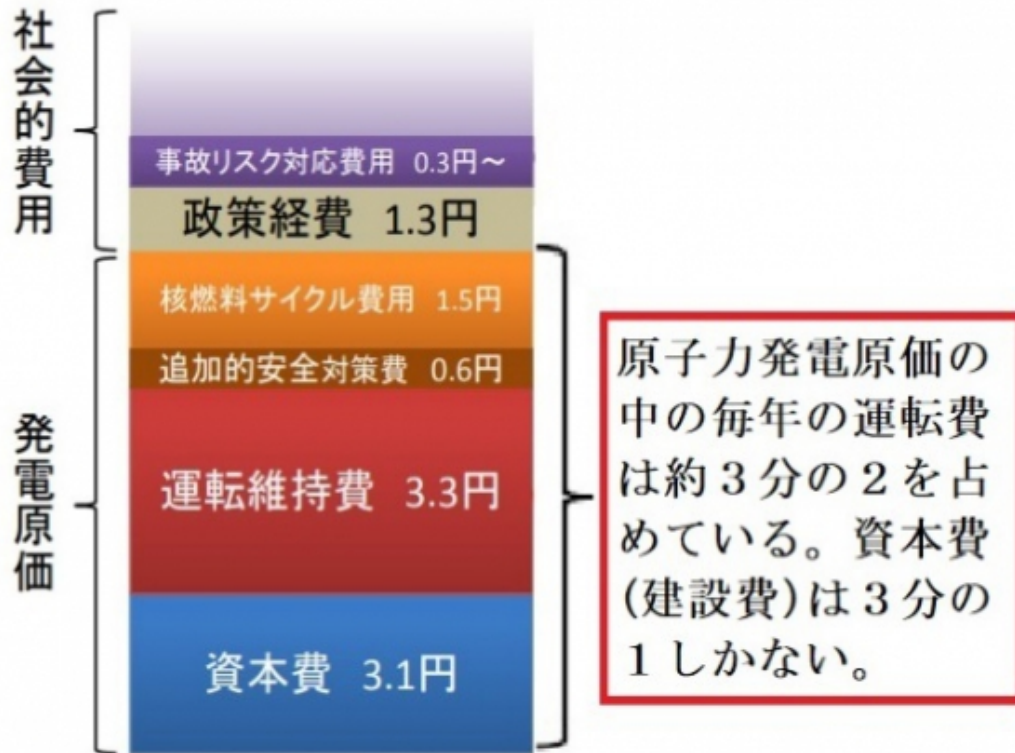 社会的費用
事故リスク対応費用 0.3円~
政策経費 1.3円
発電原価
核燃料サイクル費用 1.5円
追加的安全対策費 0.6円
運転維持費 3.3円
資本費 3.1円
原子力発電原価の
中の毎年の運転費
は約3分の2を占
めている。資本費
(建設費)は3分の
1しかない。